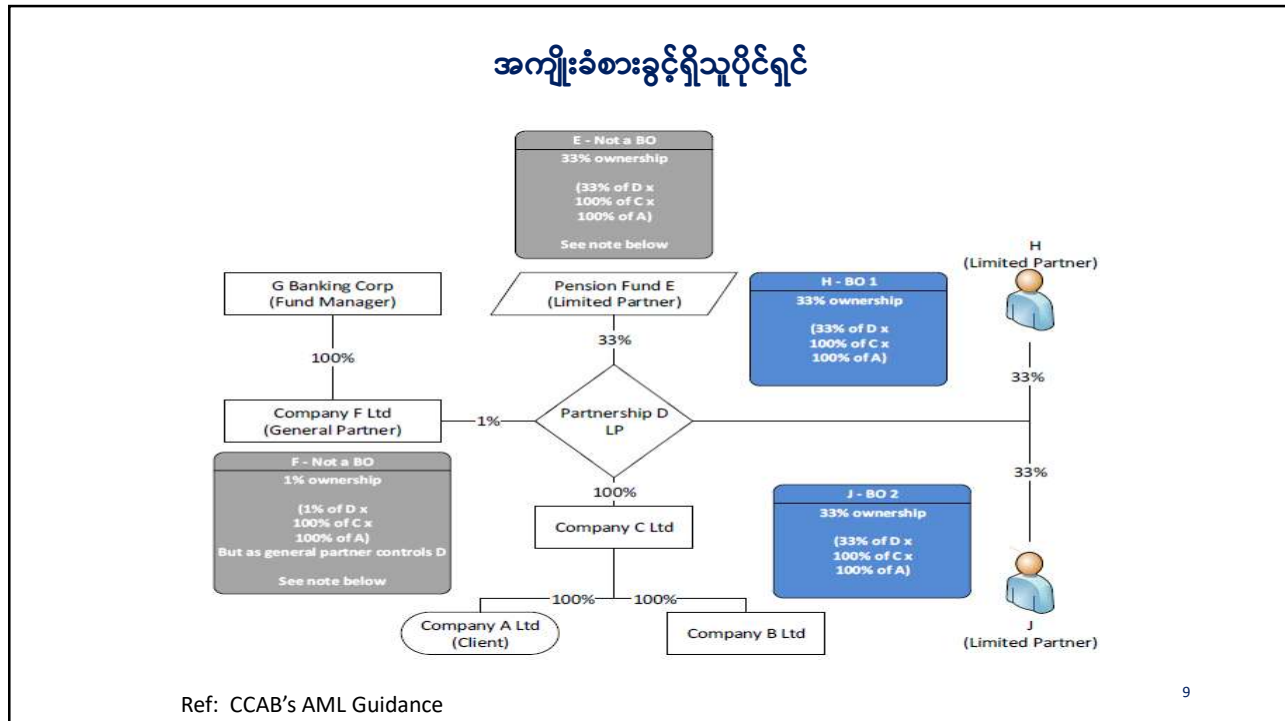 အကျိုးခံစားခွင့်ရှိသူပိုင်ရှင်
E - Not a BO
33% ownership
(33% of D x
100% of C x
100% of A)
See note below
H
(Limited Partner)
G Banking Corp
(Fund Manager)
Pension Fund E
(Limited Partner)
H - BO 1
33% ownership
(33% of D x
100% of C x
100% of A)
33%
100%
33%
Company F Ltd
(General Partner)
1%
Partnership D
LP
F - Not a BO
1% ownership
(1% of D x
100% of C x
100% of A)
But as general partner controls D
See note below
33%
100%
Company C Ltd
J - BO 2
33% ownership
(33% of D x
100% of C x
100% of A)
100%
100%
Company A Ltd
(Client)
Company B Ltd
J
(Limited Partner)
Ref: CCAB's AML Guidance
9